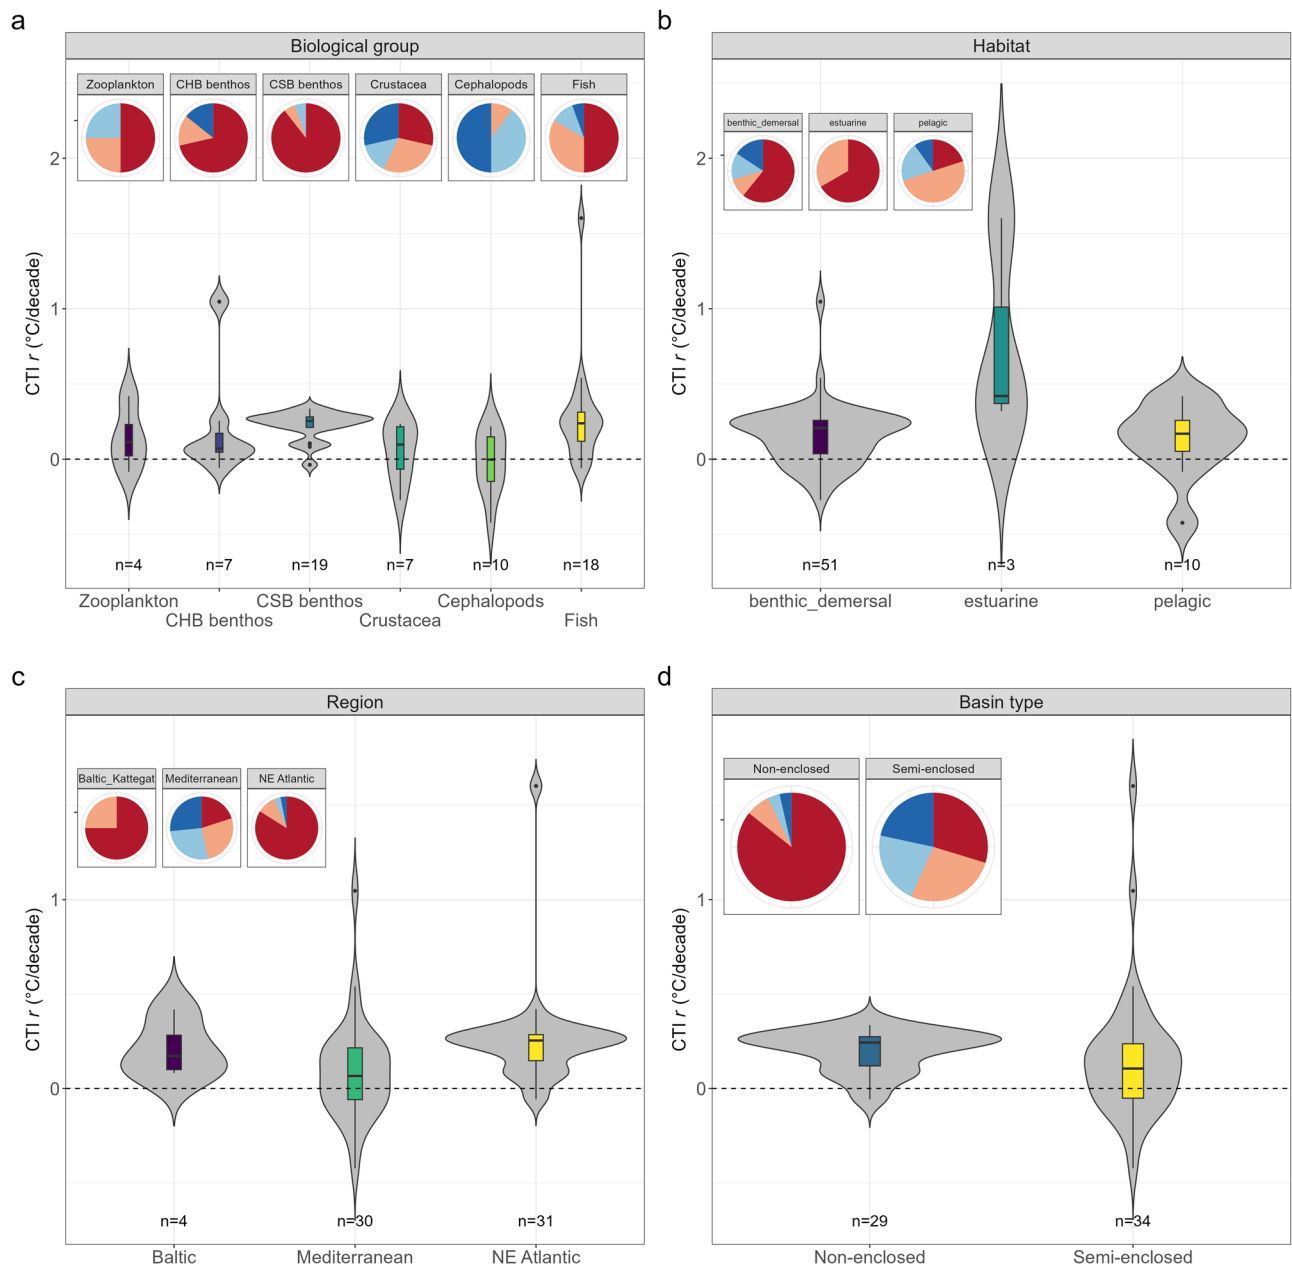 a
Biological group
Zooplankton CHB benthos CSB benthos Crustacea Cephalopods Fish
2
1
0
CTI r (°C/decade)
n=4 n=7 n=19 n=7 n=10 n=18
Zooplankton CSB benthos Cephalopods
CHB benthos Crustacea Fish
b
Habitat
benthic_demersal estuarine pelagic
2
1
0
CTI r (°C/decade)
n=51 n=3 n=10
benthic_demersal estuarine pelagic
c
Region
Baltic_Kattegat Mediterranean NE Atlantic
1
0
CTI r (°C/decade)
n=4 n=30 n=31
Baltic Mediterranean NE Atlantic
d
Basin type
Non-enclosed Semi-enclosed
1
0
CTI r (°C/decade)
n=29 n=34
Non-enclosed Semi-enclosed